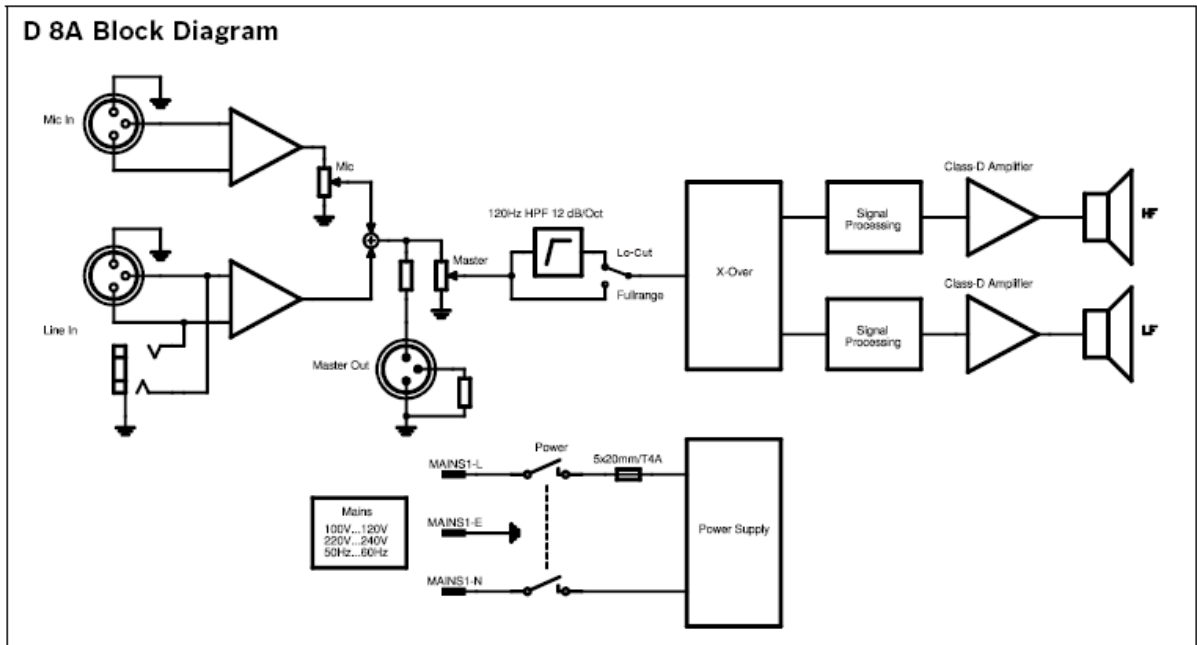 D 8A Block Diagram
Mic In
Mic
Line In
Master
Master Out
120Hz HPF 12 dB/Oct
Lo-Cut
Fullrange
X-Over
Signal
Processing
Class-D Amplifier
HF
Signal
Processing
Class-D Amplifier
LF
Mains
100V...120V
220V...240V
50Hz...60Hz
MAINS1-L
MAINS1-E
MAINS1-N
Power
5x20mm/T4A
Power Supply